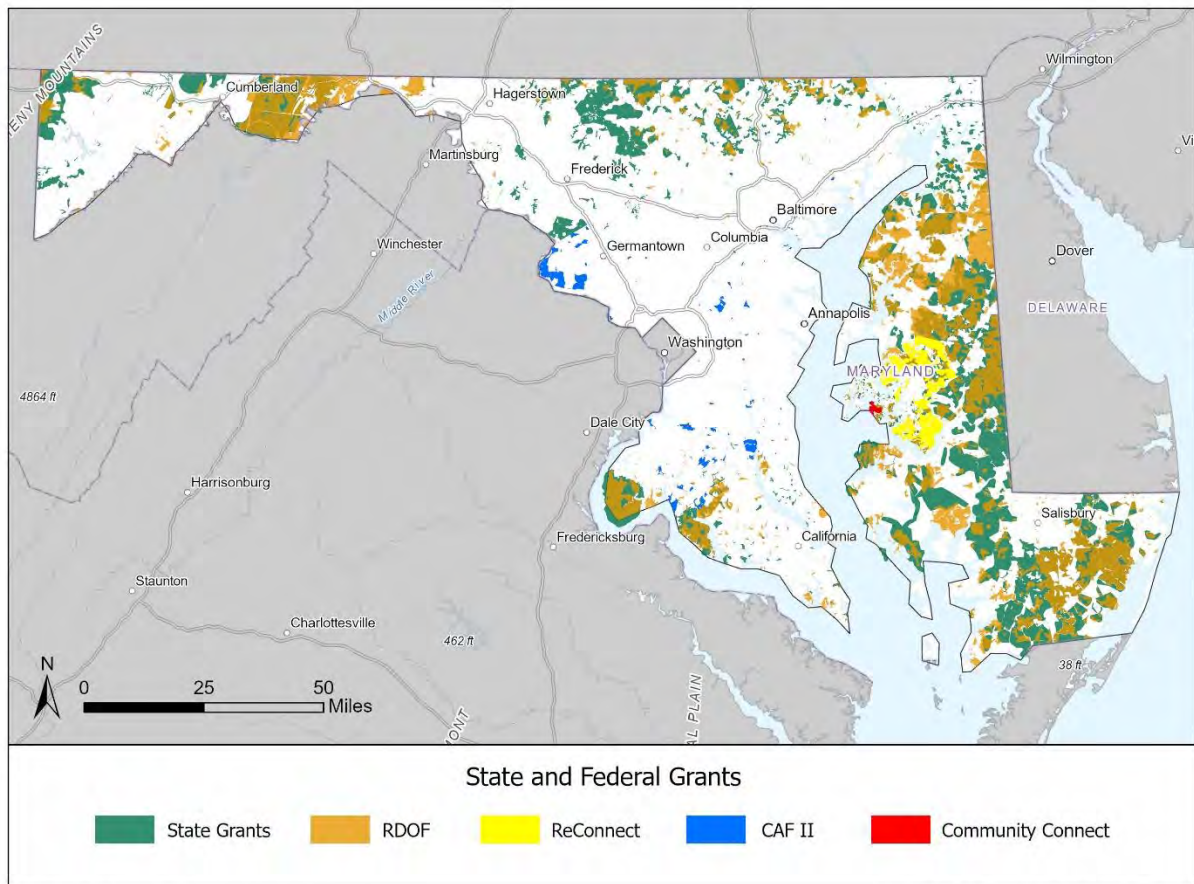 ENY MOUNTAINS
Wilmington
Cumberland
Hagerstown
Vi
Martinsburg
Frederick
Baltimore
Winchester
Germantown
Columbia
Dover
Middle River
Annapolis
DELAWARE
Washington
MARYLAND
4864 ft
Dale City
Harrisonburg
Salisbury
Fredericksburg
California
Staunton
Charlottesville
462 ft
38 ft
N
0 25 50
Miles
MONT
AL PLAIN
State and Federal Grants
State Grants RDOF ReConnect CAF II Community Connect